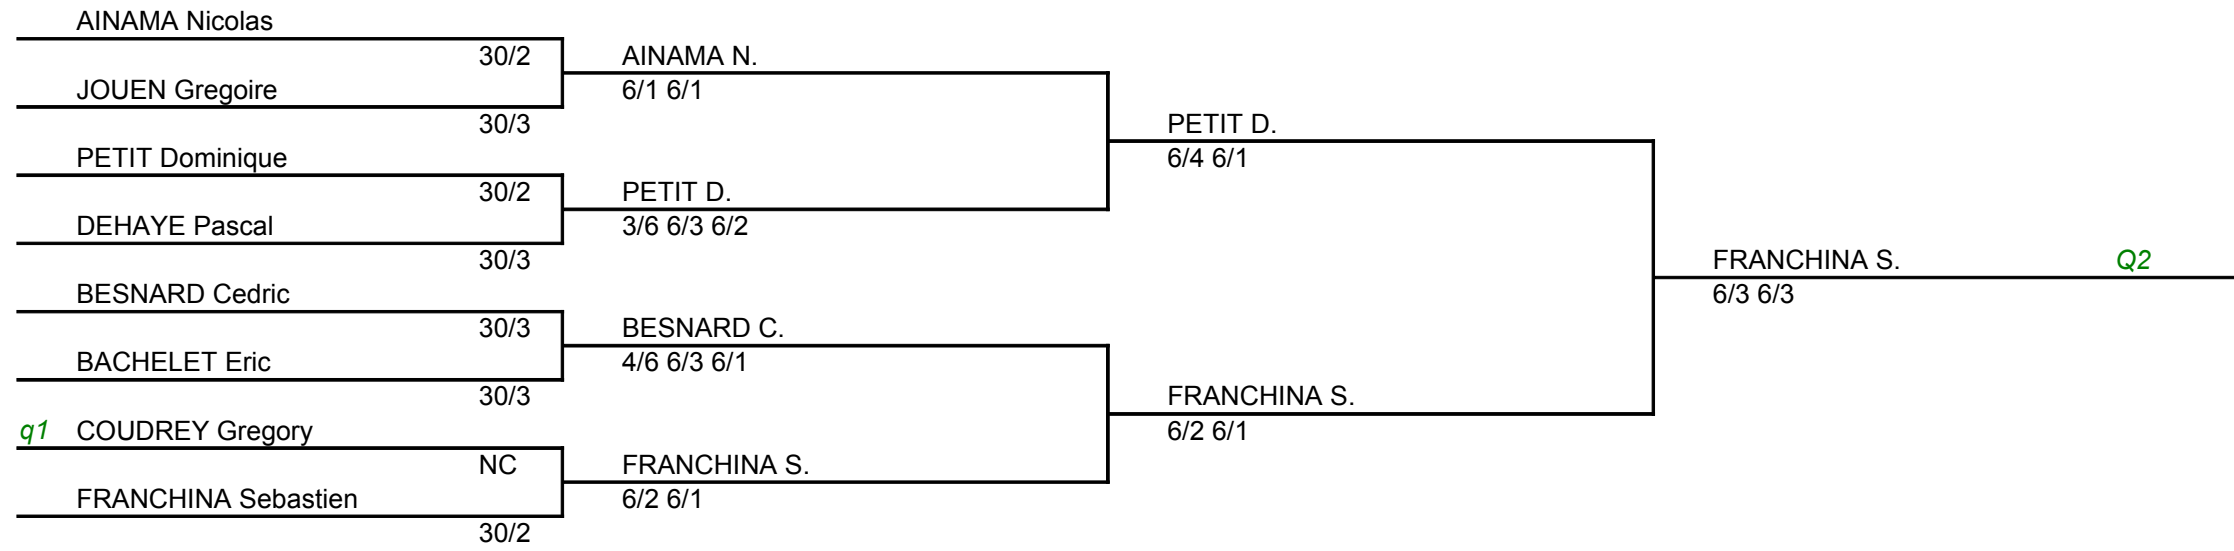 AINAMA Nicolas
30/2
JOUEN Gregoire
30/3
PETIT Dominique
30/2
DEHAYE Pascal
30/3
BESNARD Cedric
30/3
BACHELET Eric
30/3
q1 COUDREY Gregory
NC
FRANCHINA Sebastien
30/2
AINAMA N.
6/1 6/1
PETIT D.
3/6 6/3 6/2
BESNARD C.
4/6 6/3 6/1
FRANCHINA S.
6/2 6/1
PETIT D.
6/4 6/1
FRANCHINA S.
6/2 6/1
FRANCHINA S. Q2
6/3 6/3